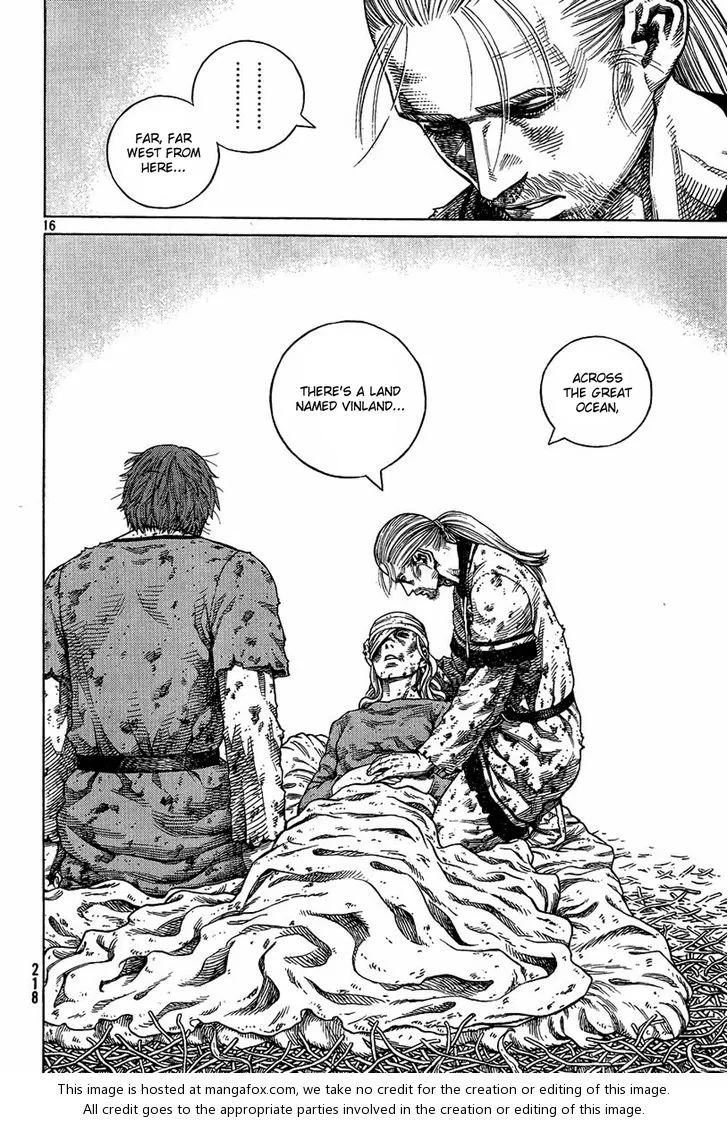 FAR, FAR
WEST FROM
HERE...
16
ACROSS
THE GREAT
OCEAN,
THERE'S A LAND
NAMED VINLAND...
218
This image is hosted at mangafox.com, we take no credit for the creation or editing of this image.
All credit goes to the appropriate parties involved in the creation or editing of this image.